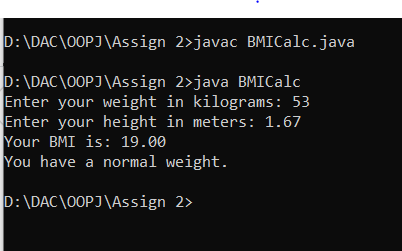 D:\DAC\OOPJ\Assign 2>javac BMICalc.java
D:\DAC\OOPJ\Assign 2>java BMICalc
Enter your weight in kilograms: 53
Enter your height in meters: 1.67
Your BMI is: 19.00
You have a normal weight.
D:\DAC\OOPJ\Assign 2>